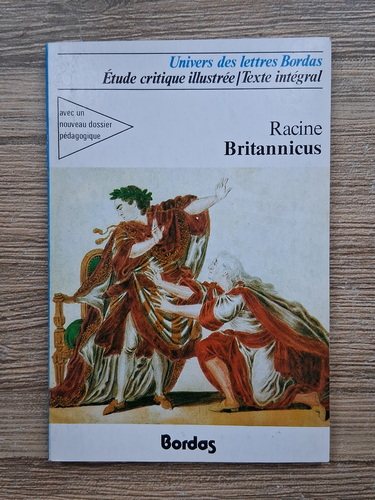 Univers des lettres Bordas
Étude critique illustrée/Texte intégral
avec un
nouveau dossier
pédagogique
Racine
Britannicus
Bordas